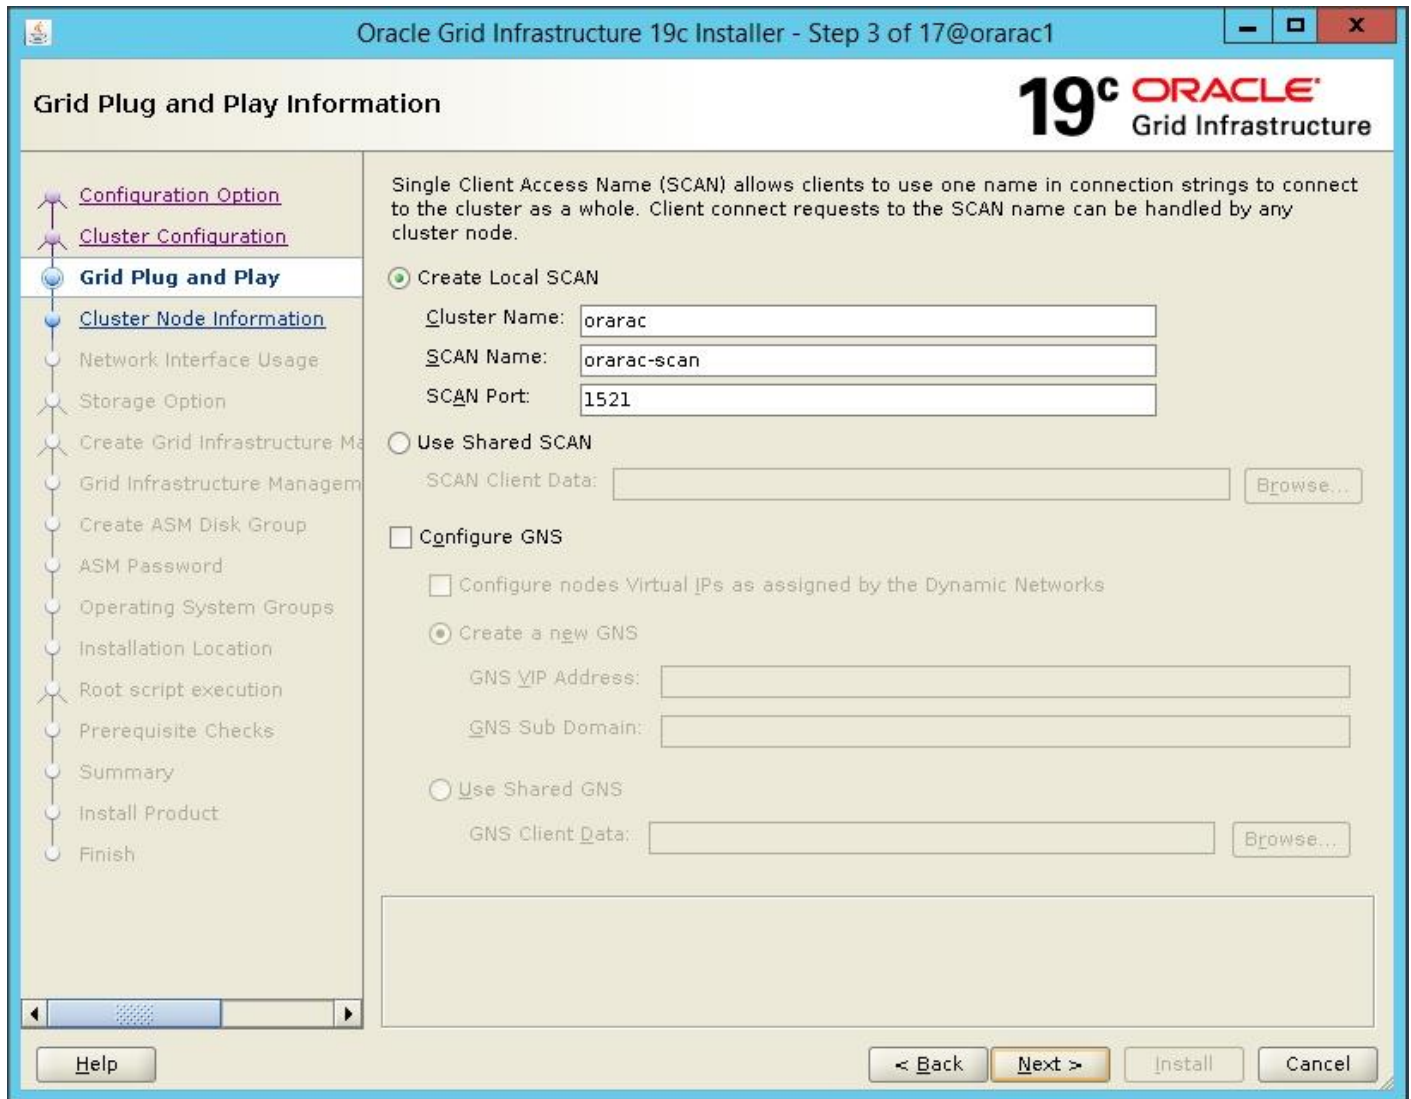 Oracle Grid Infrastructure 19c Installer - Step 3 of 17@orarac1
Grid Plug and Play Information
19c ORACLE
Grid Infrastructure
Configuration Option
Cluster Configuration
Grid Plug and Play
Cluster Node Information
Network Interface Usage
Storage Option
Create Grid Infrastructure Ma
Grid Infrastructure Managem
Create ASM Disk Group
ASM Password
Operating System Groups
Installation Location
Root script execution
Prerequisite Checks
Summary
Install Product
Finish
Single Client Access Name (SCAN) allows clients to use one name in connection strings to connect
to the cluster as a whole. Client connect requests to the SCAN name can be handled by any
cluster node.
Create Local SCAN
Cluster Name: orarac
SCAN Name: orarac-scan
SCAN Port: 1521
Use Shared SCAN
SCAN Client Data: Browse...
Configure GNS
Configure nodes Virtual IPs as assigned by the Dynamic Networks
Create a new GNS
GNS VIP Address:
GNS Sub Domain:
Use Shared GNS
GNS Client Data: Browse...
Help < Back Next > Install Cancel